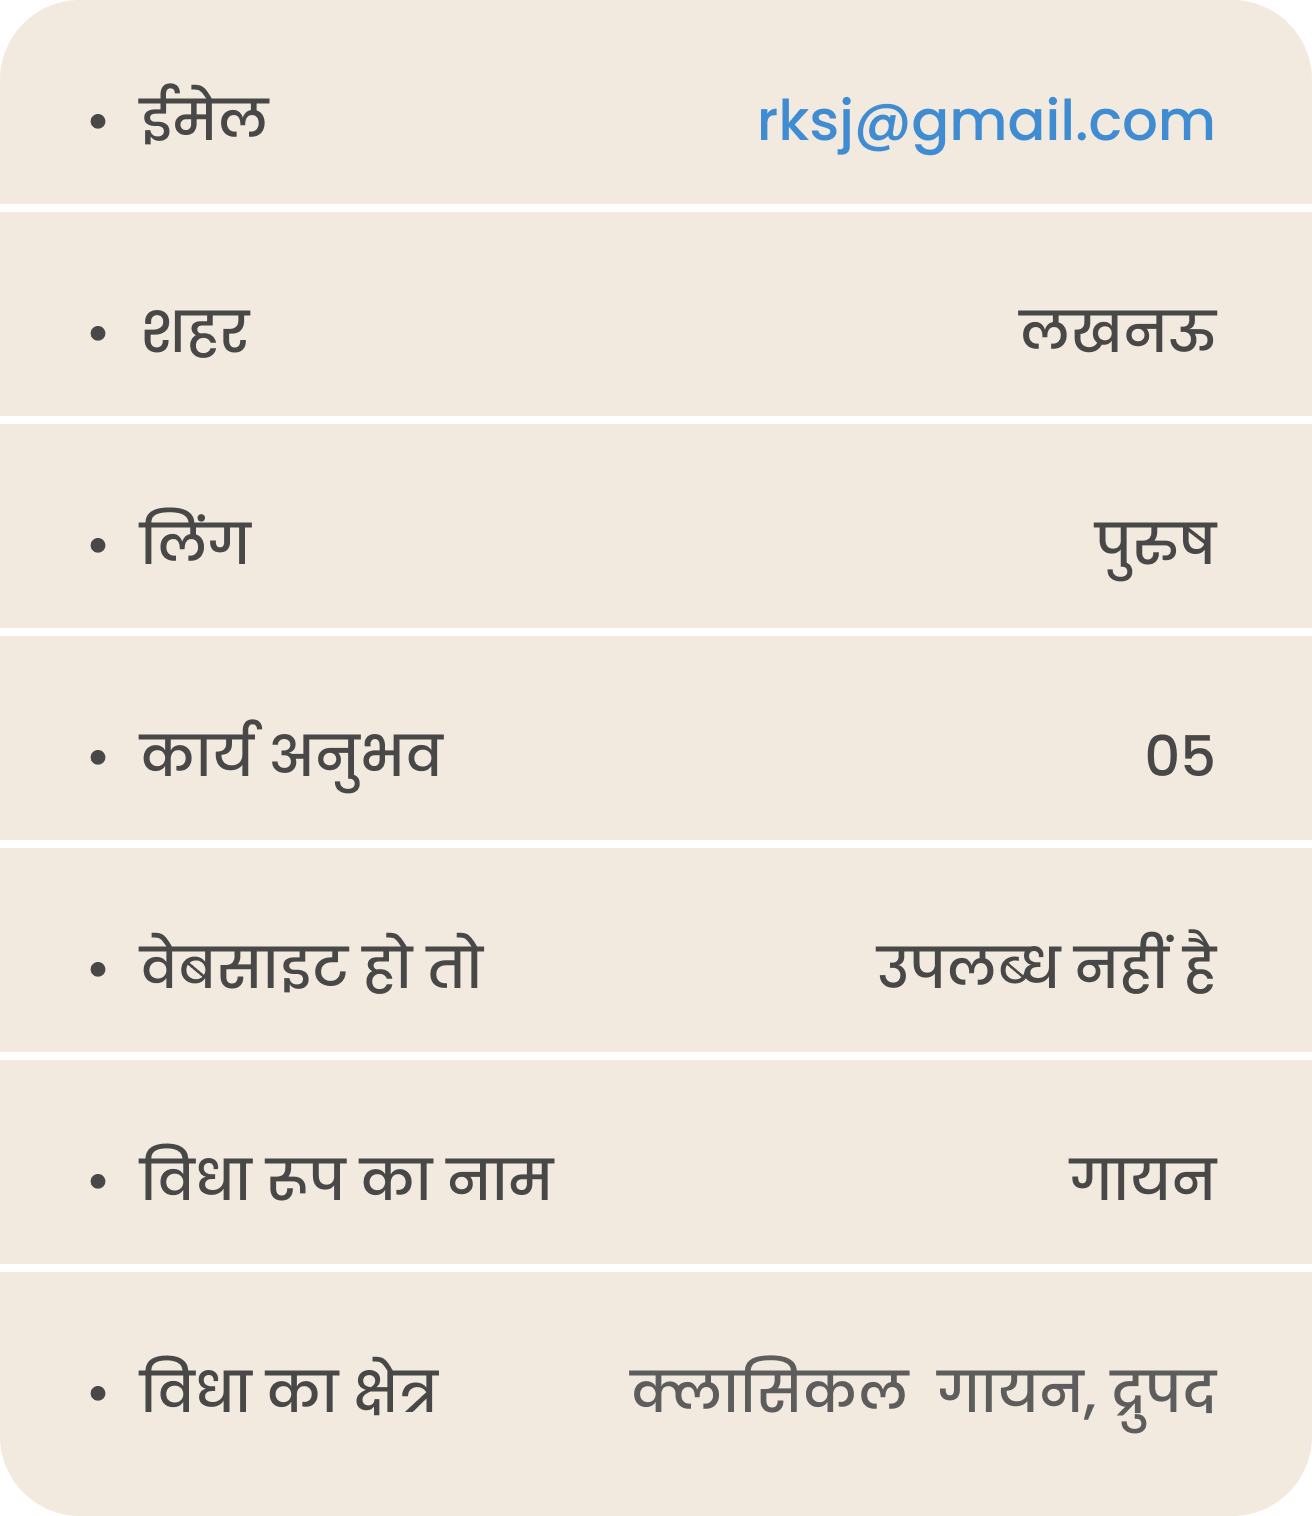 • ईमेल rksj@gmail.com
• शहर लखनऊ
• लिंग पुरुष
• कार्य अनुभव 05
• वेबसाइट हो तो उपलब्ध नहीं है
• विधा रूप का नाम गायन
• विधा का क्षेत्र क्लासिकल गायन, द्रुपद